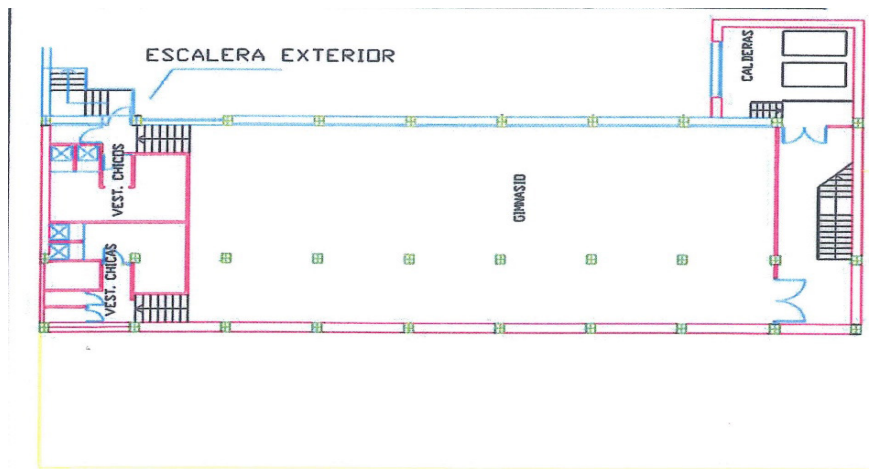 ESCALERA EXTERIOR
CALDERAS
VEST. CHICOS
GIMNASIO
VEST. CHICAS